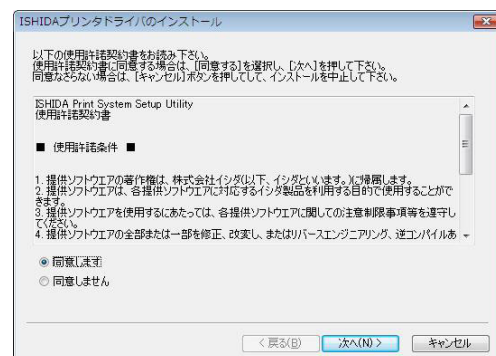 ISHIDAプリンタドライバのインストール
以下の使用許諾契約書をお読み下さい。
使用許諾契約書に同意する場合は、[同意する]を選択し、[次へ]を押して下さい。
同意なさらない場合は、[キャンセル]ボタンを押してして、インストールを中止して下さい。
ISHIDA Print System Setup Utility
使用許諾契約書
■ 使用許諾条件 ■
1. 提供ソフトウエアの著作権は、株式会社イシダ(以下、イシダといいます。)に帰属します。
2. 提供ソフトウエアは、各提供ソフトウエアに対応するイシダ製品を利用する目的で使用することがで
きます。
3. 提供ソフトウエアを使用するにあたっては、各提供ソフトウエアに関しての注意制限事項等を遵守し
てください。
4. 提供ソフトウエアの全部または一部を修正、改変し、またはリバースエンジニアリング、逆コンパイルあ
同意します
同意しません
< 戻る(B) 次へ(N) > キャンセル